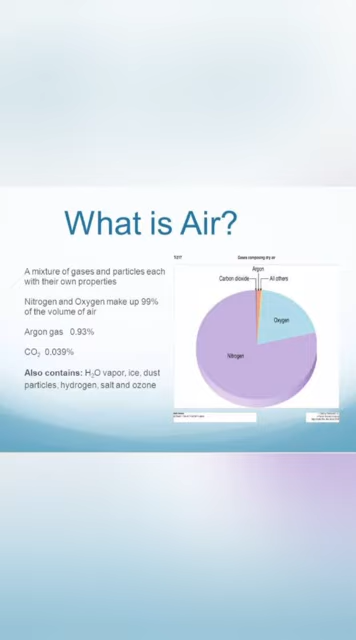 What is Air?
A mixture of gases and particles each
with their own properties
Nitrogen and Oxygen make up 99%
of the volume of air
Argon gas 0.93%
CO₂ 0.039%
Also contains: H₂O vapor, ice, dust
particles, hydrogen, salt and ozone
Gases composing dry air
Argon
Carbon dioxide
All others
Oxygen
Nitrogen